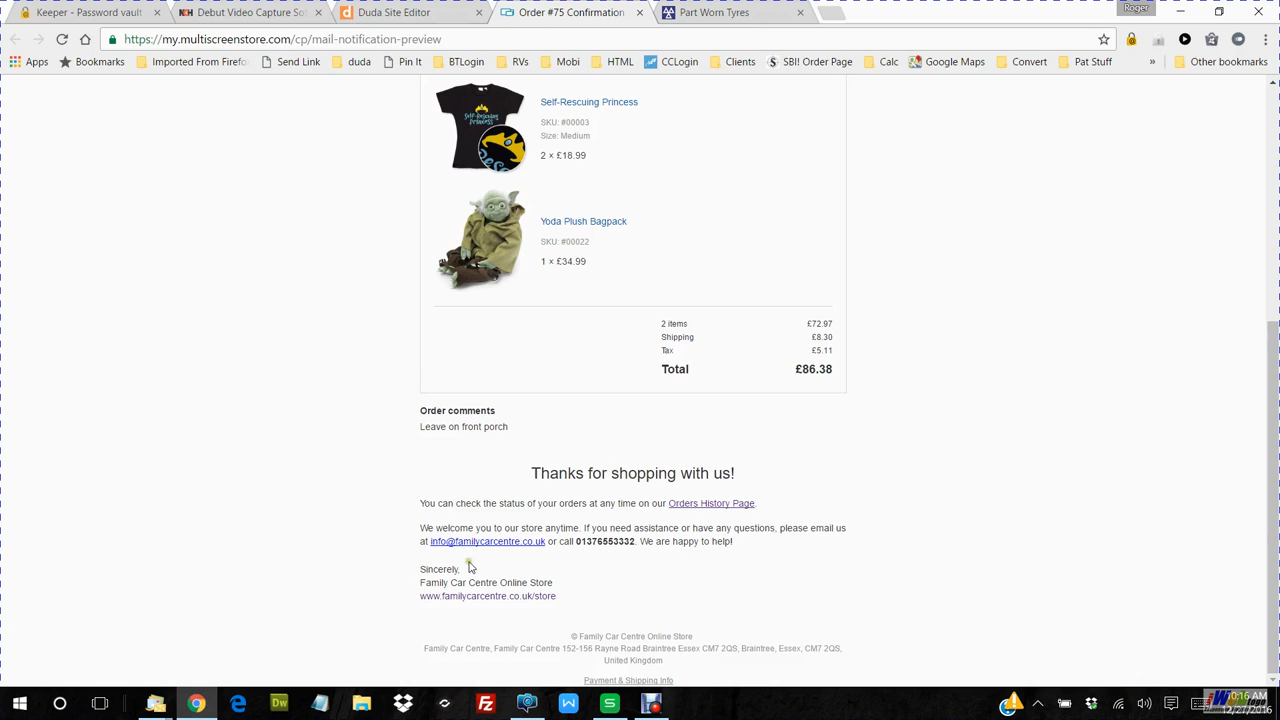 Keeper - Password vault
Debut Video Capture So
Duda Site Editor
Order #75 Confirmation
Part Worn Tyres
Roger
https://my.multiscreenstore.com/cp/mail-notification-preview
Apps
Bookmarks
Imported From Firefo
Send Link
duda
Pin It
BTLogin
RVs
Mobi
HTML
CCLogin
Clients
SBI! Order Page
Calc
Google Maps
Convert
Pat Stuff
»
Other bookmarks
Self-Rescuing Princess
SKU: #00003
Size: Medium
2 × £18.99
Yoda Plush Bagpack
SKU: #00022
1 × £34.99
2 items £72.97
Shipping £8.30
Tax £5.11
Total £86.38
Order comments
Leave on front porch
Thanks for shopping with us!
You can check the status of your orders at any time on our Orders History Page.
We welcome you to our store anytime. If you need assistance or have any questions, please email us
at info@familycarcentre.co.uk or call 01376553332. We are happy to help!
Sincerely,
Family Car Centre Online Store
www.familycarcentre.co.uk/store
© Family Car Centre Online Store
Family Car Centre, Family Car Centre 152-156 Rayne Road Braintree Essex CM7 2QS, Braintree, Essex, CM7 2QS,
United Kingdom
Payment & Shipping Info
10:16 AM
12/27/2016